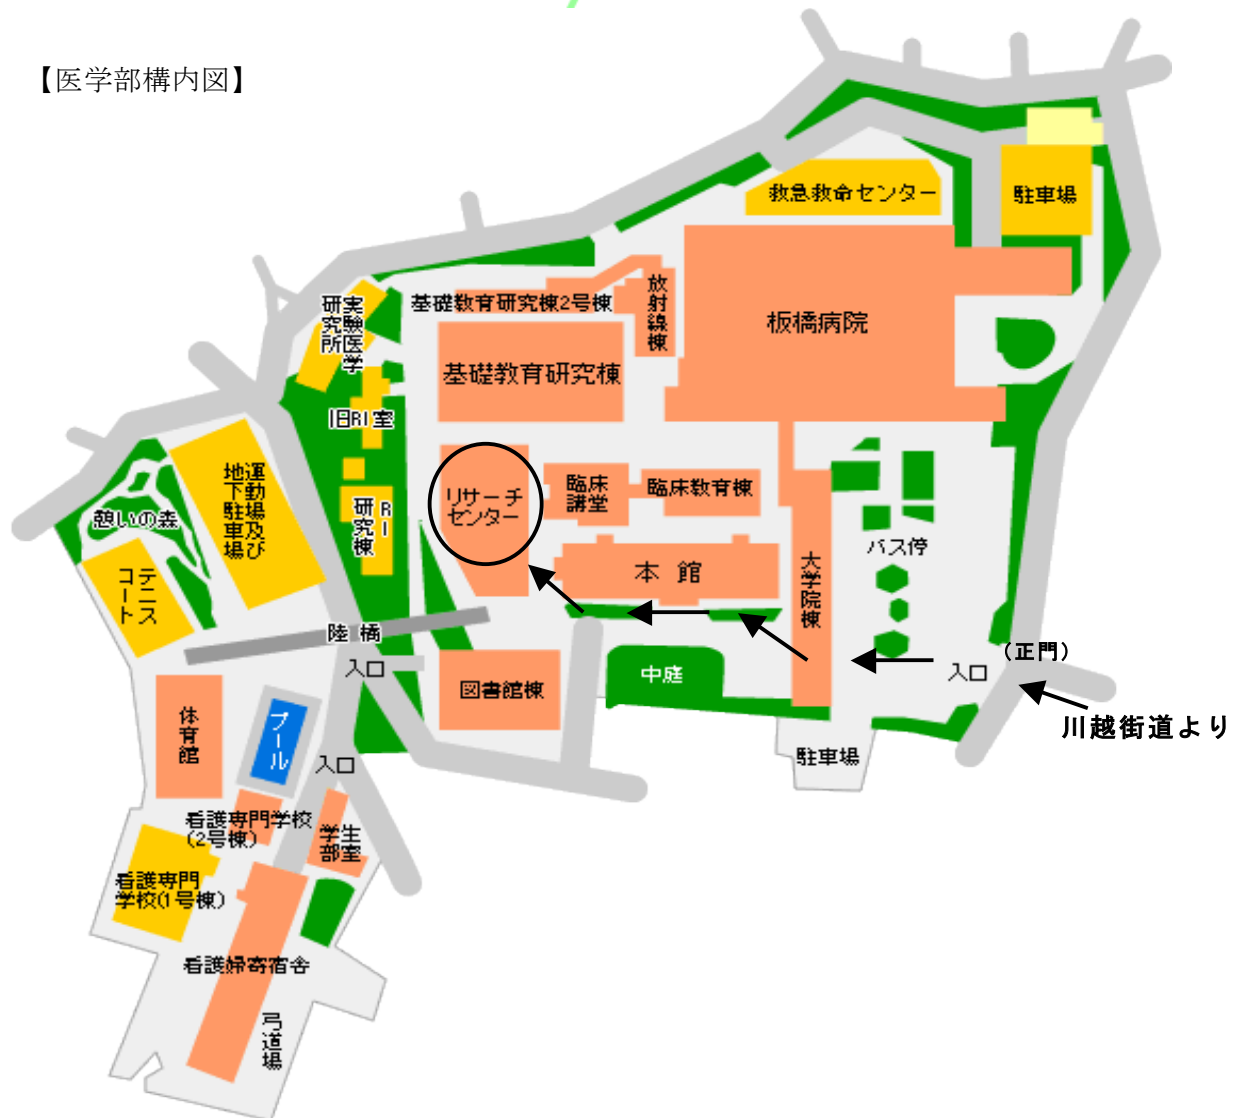 【医学部構内図】
救急救命センター
駐車場
板橋病院
放射線棟
基礎教育研究棟2号棟
基礎教育研究棟
実験医学
研究所
旧RI室
RI
研究棟
リサーチ
センター
臨床
講堂
臨床教育棟
本館
大学院棟
バス停
運動場及び
地下駐車場
憩いの森
テニス
コート
陸橋
入口
図書館棟
中庭
入口
(正門)
川越街道より
駐車場
体育館
プール
入口
看護専門学校
(2号棟)
学生
部室
看護専門
学校(1号棟)
看護婦寄宿舎
弓道場